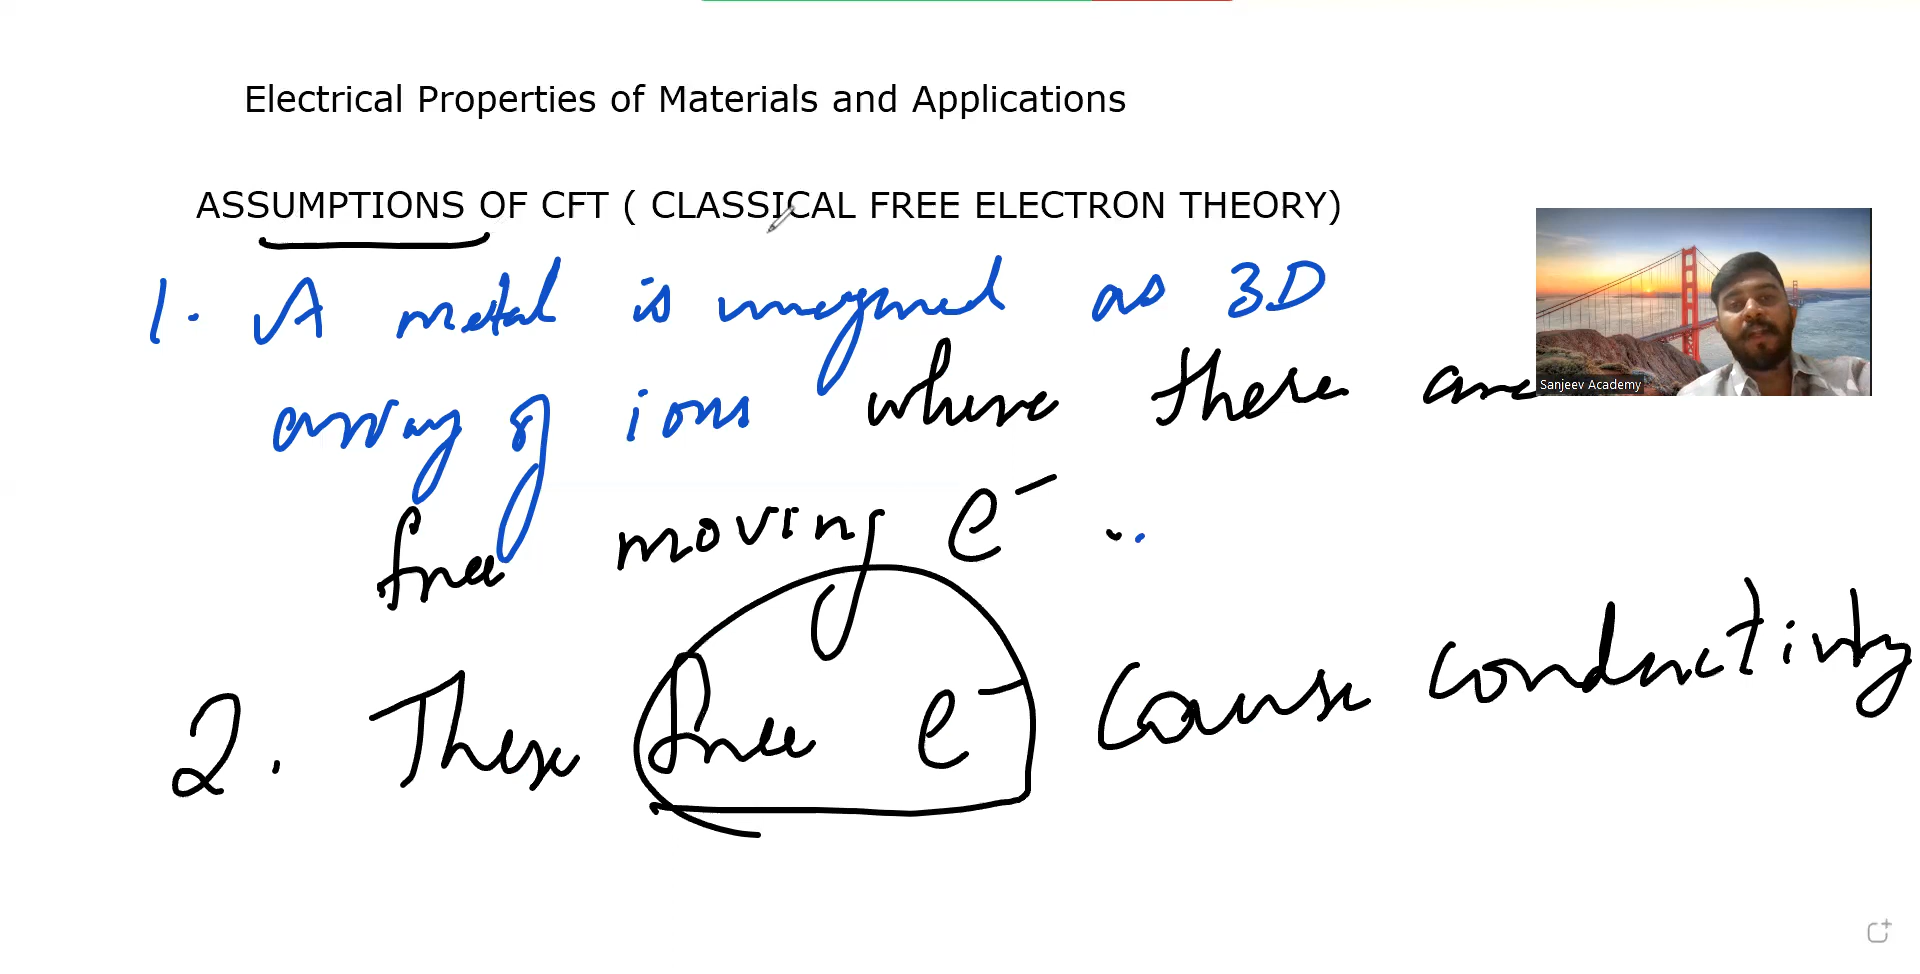 Electrical Properties of Materials and Applications
ASSUMPTIONS OF CFT ( CLASSICAL FREE ELECTRON THEORY)
1. A metal is imagined as 3D
array of ions where there are
free moving e⁻ ..
2. These free e⁻ cause conductivity
Sanjeev Academy